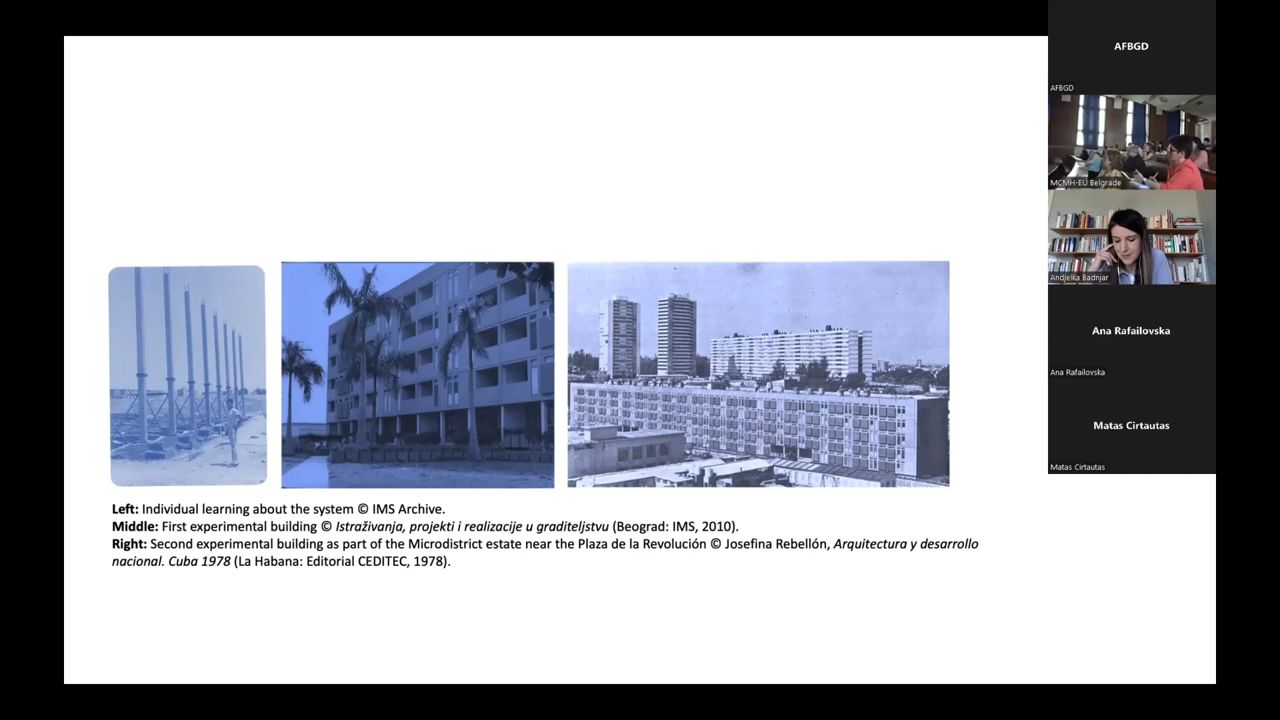 AFBGD
AFBGD
MCMH-EU Belgrade
Andjelka Badnjar
Ana Rafailovska
Ana Rafailovska
Matas Cirtautas
Matas Cirtautas
Left: Individual learning about the system © IMS Archive.
Middle: First experimental building © Istraživanja, projekti i realizacije u graditeljstvu (Beograd: IMS, 2010).
Right: Second experimental building as part of the Microdistrict estate near the Plaza de la Revolución © Josefina Rebellón, Arquitectura y desarrollo
nacional. Cuba 1978 (La Habana: Editorial CEDITEC, 1978).